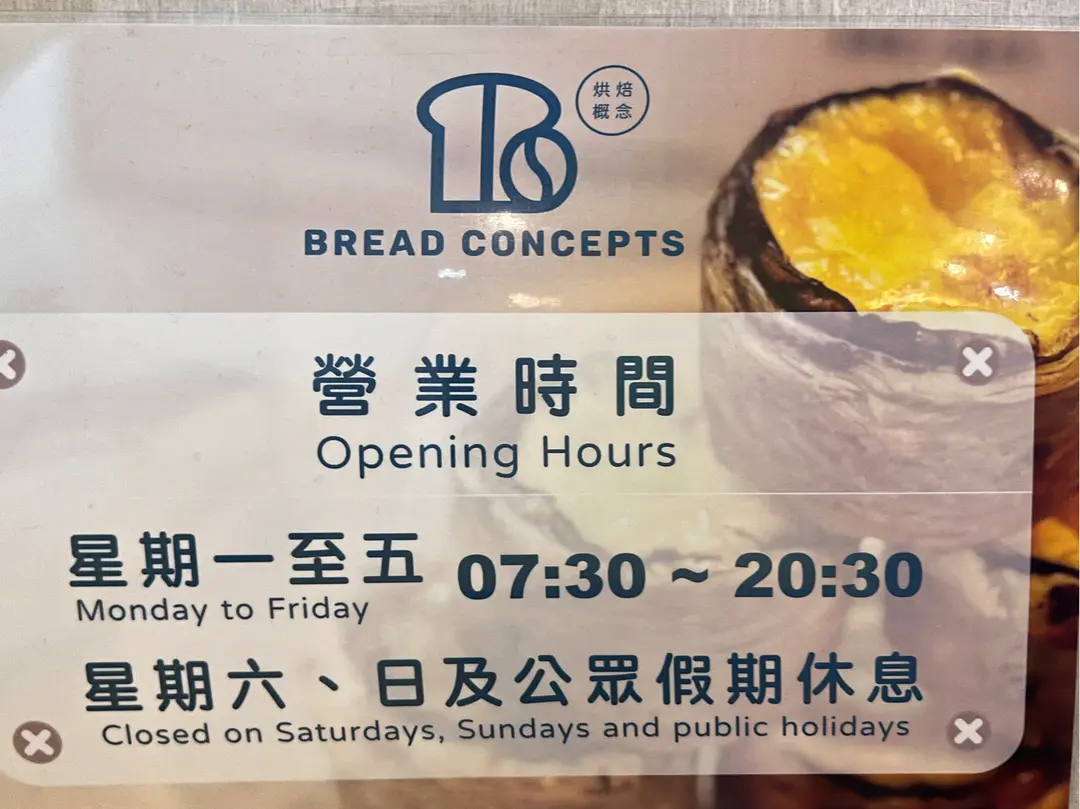 烘焙
概念
BREAD CONCEPTS
營業時間
Opening Hours
星期一至五 07:30 ~ 20:30
Monday to Friday
星期六、日及公眾假期休息
Closed on Saturdays, Sundays and public holidays